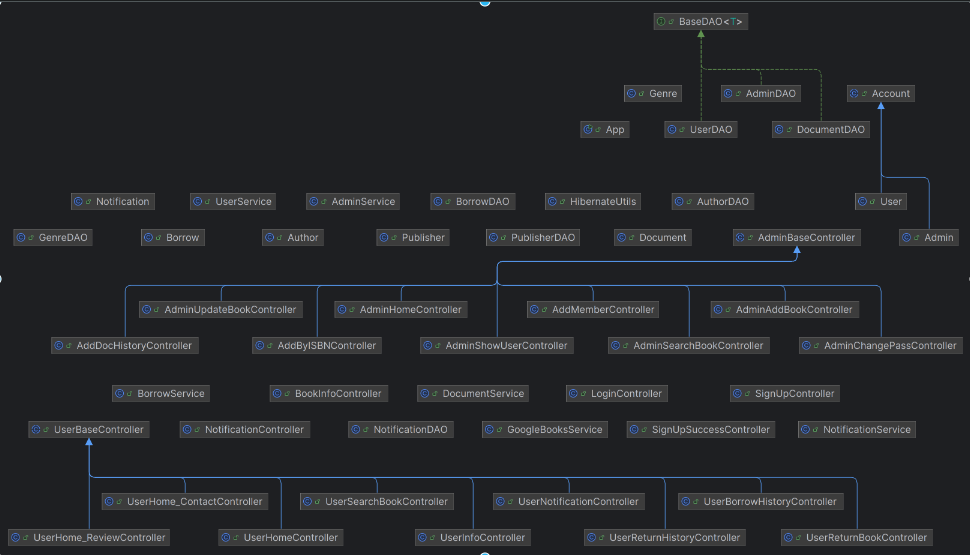 BaseDAO<T>
Genre
AdminDAO
Account
App
UserDAO
DocumentDAO
Notification
UserService
AdminService
BorrowDAO
HibernateUtils
AuthorDAO
User
GenreDAO
Borrow
Author
Publisher
PublisherDAO
Document
AdminBaseController
Admin
AdminUpdateBookController
AdminHomeController
AddMemberController
AdminAddBookController
AddDocHistoryController
AddByISBNController
AdminShowUserController
AdminSearchBookController
AdminChangePassController
BorrowService
BookInfoController
DocumentService
LoginController
SignUpController
UserBaseController
NotificationController
NotificationDAO
GoogleBooksService
SignUpSuccessController
NotificationService
UserHome_ContactController
UserSearchBookController
UserNotificationController
UserBorrowHistoryController
UserHome_ReviewController
UserHomeController
UserInfoController
UserReturnHistoryController
UserReturnBookController